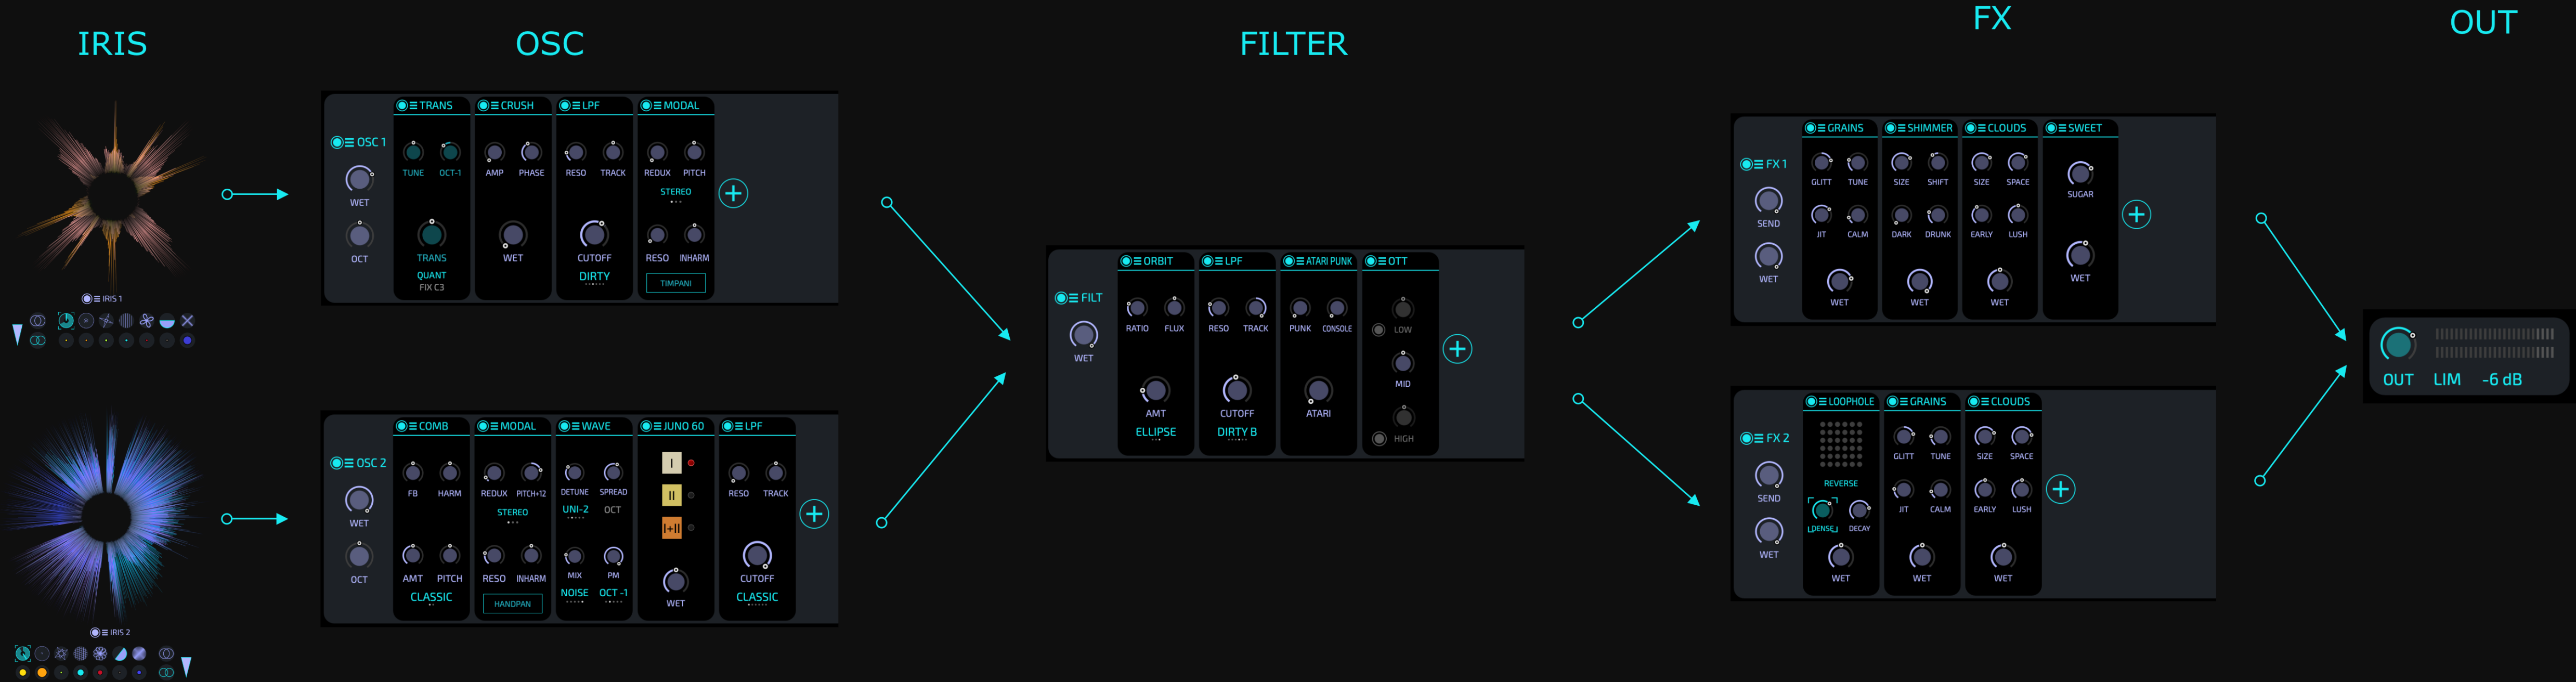 IRIS
OSC
FILTER
FX
OUT
IRIS 1
IRIS 2
OSC 1
WET
OCT
TRANS
TUNE OCT-1
TRANS
QUANT
FIX C3
CRUSH
AMP PHASE
WET
LPF
RESO TRACK
CUTOFF
DIRTY
MODAL
REDUX PITCH
STEREO
RESO INHARM
TIMPANI
OSC 2
WET
OCT
COMB
FB HARM
AMT PITCH
CLASSIC
MODAL
REDUX PITCH+12
STEREO
RESO INHARM
HANDPAN
WAVE
DETUNE SPREAD
UNI-2 OCT
MIX PM
NOISE OCT -1
JUNO 60
I
II
I+II
WET
LPF
RESO TRACK
CUTOFF
CLASSIC
FILT
WET
ORBIT
RATIO FLUX
AMT
ELLIPSE
LPF
RESO TRACK
CUTOFF
DIRTY B
ATARI PUNK
PUNK CONSOLE
ATARI
OTT
LOW
MID
HIGH
FX 1
SEND
WET
GRAINS
GLITT TUNE
JIT CALM
WET
SHIMMER
SIZE SHIFT
DARK DRUNK
WET
CLOUDS
SIZE SPACE
EARLY LUSH
WET
SWEET
SUGAR
WET
FX 2
SEND
WET
LOOPHOLE
REVERSE
DENSE DECAY
WET
GRAINS
GLITT TUNE
JIT CALM
WET
CLOUDS
SIZE SPACE
EARLY LUSH
WET
OUT LIM -6 dB